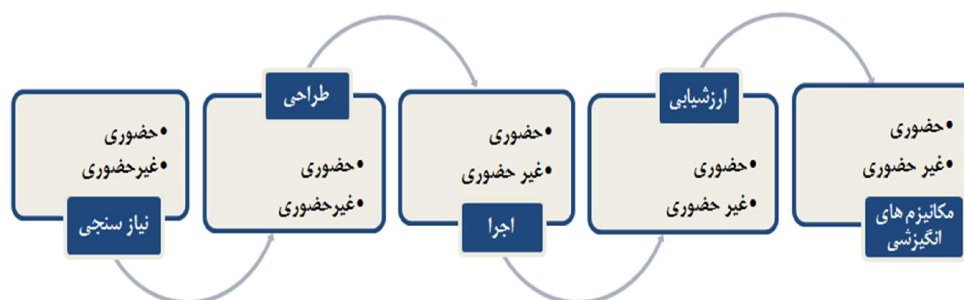 •حضوری
•غیرحضوری
نیاز سنجی
طراحی
•حضوری
•غیرحضوری
•حضوری
•غیر حضوری
اجرا
ارزشیابی
•حضوری
•غیر حضوری
•حضوری
•غیر حضوری
مکانیزم های
انگیزشی